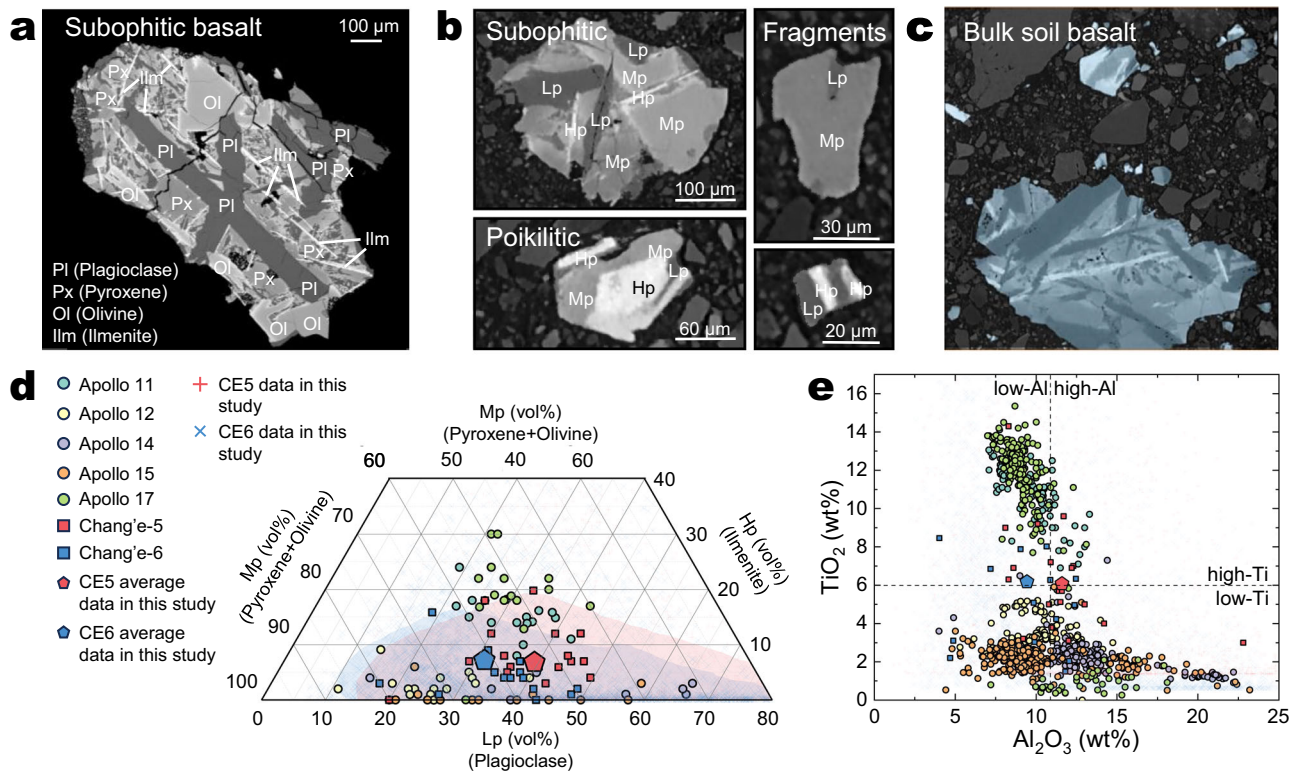 a
Subophitic basalt
100 µm
Px
Ilm
Px
Ol
Pl
Pl
Pl
Ilm
Pl
Px
Ol
Px
Pl
Ilm
Px
Ol
Px
Pl
Ol
Ol
Pl (Plagioclase)
Px (Pyroxene)
Ol (Olivine)
Ilm (Ilmenite)
b
Subophitic
Lp
Lp
Mp
Hp
Hp
Lp
Mp
Mp
100 µm
Fragments
Lp
Mp
30 µm
Poikilitic
Hp
Mp
Lp
Mp
Hp
60 µm
Hp
Hp
Lp
20 µm
c
Bulk soil basalt
d
Apollo 11
Apollo 12
Apollo 14
Apollo 15
Apollo 17
Chang'e-5
Chang'e-6
CE5 average
data in this study
CE6 average
data in this study
CE5 data in this
study
CE6 data in this
study
Mp (vol%)
(Pyroxene+Olivine)
60 50 40 60
40
70
30
80
20
90
10
100
Mp (vol%)
(Pyroxene+Olivine)
Hp (vol%)
(Ilmenite)
0 10 20 30 40 50 60 70 80
Lp (vol%)
(Plagioclase)
e
low-Al high-Al
high-Ti
low-Ti
16
14
12
10
8
6
4
2
0
TiO₂ (wt%)
0 5 10 15 20 25
Al₂O₃ (wt%)